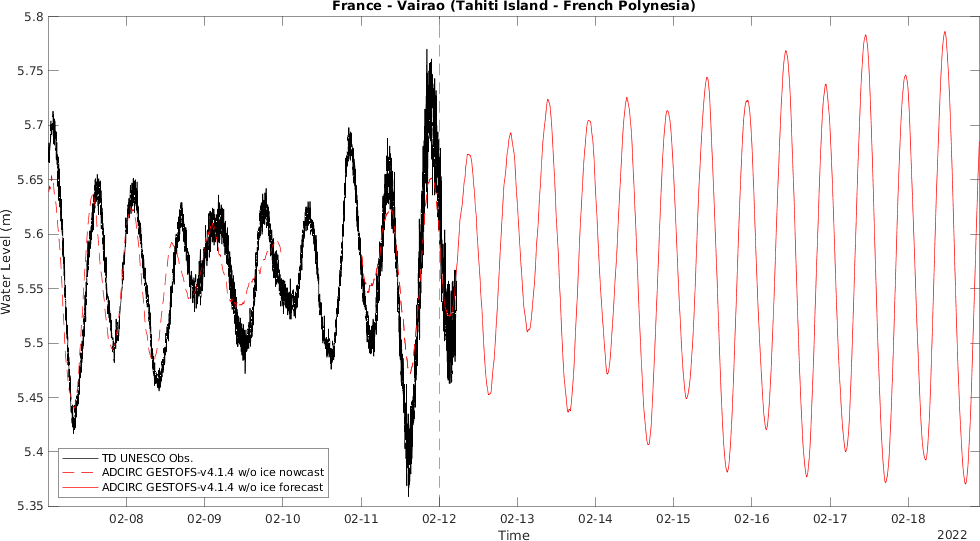 France - Vairao (Tahiti Island - French Polynesia)
5.8
5.75
5.7
5.65
5.6
5.55
5.5
5.45
5.4
5.35
Water Level (m)
TD UNESCO Obs.
ADCIRC GESTOFS-v4.1.4 w/o ice nowcast
ADCIRC GESTOFS-v4.1.4 w/o ice forecast
02-08 02-09 02-10 02-11 02-12 02-13 02-14 02-15 02-16 02-17 02-18
Time
2022